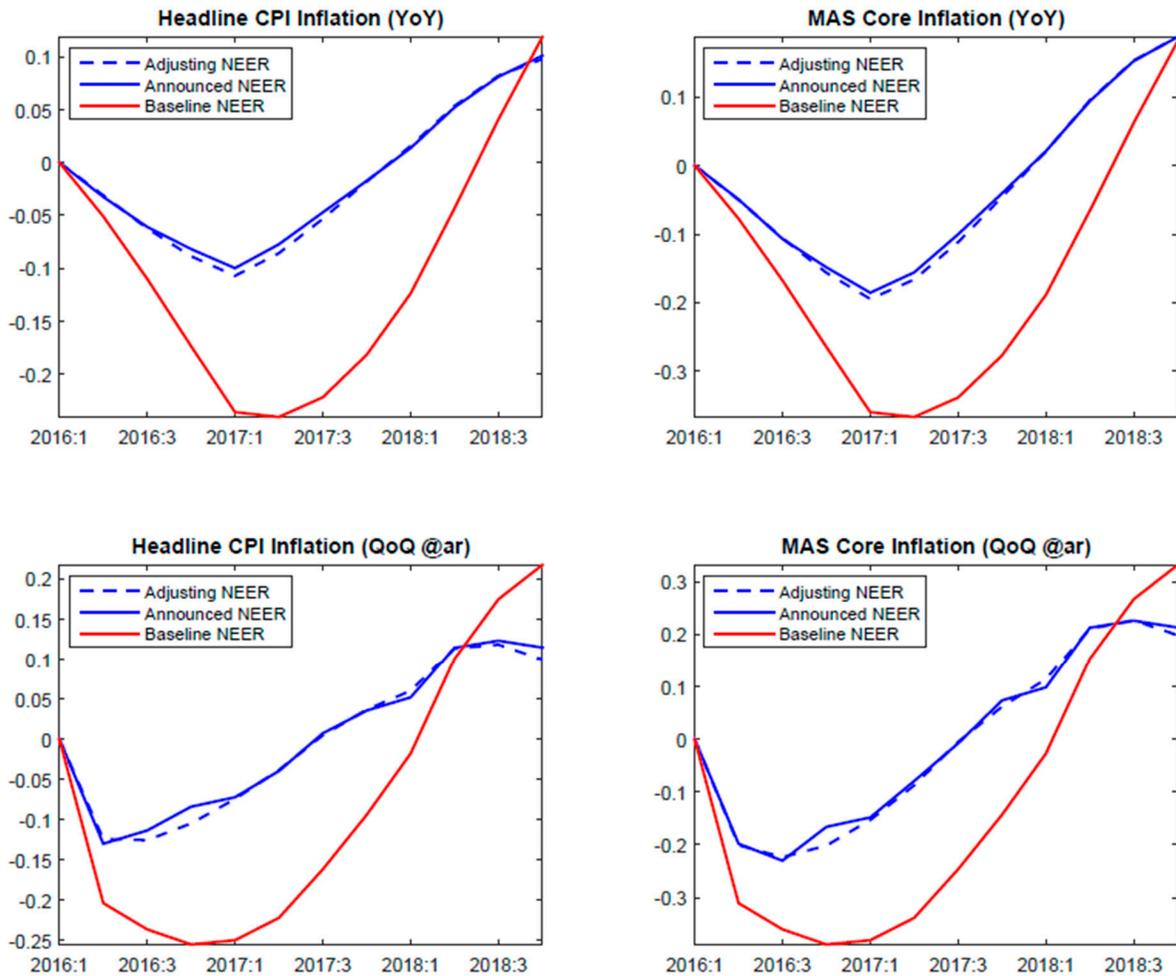 Headline CPI Inflation (YoY)
Adjusting NEER
Announced NEER
Baseline NEER
0.1
0.05
0
-0.05
-0.1
-0.15
-0.2
2016:1 2016:3 2017:1 2017:3 2018:1 2018:3
MAS Core Inflation (YoY)
Adjusting NEER
Announced NEER
Baseline NEER
0.1
0
-0.1
-0.2
-0.3
2016:1 2016:3 2017:1 2017:3 2018:1 2018:3
Headline CPI Inflation (QoQ @ar)
Adjusting NEER
Announced NEER
Baseline NEER
0.2
0.15
0.1
0.05
0
-0.05
-0.1
-0.15
-0.2
-0.25
2016:1 2016:3 2017:1 2017:3 2018:1 2018:3
MAS Core Inflation (QoQ @ar)
Adjusting NEER
Announced NEER
Baseline NEER
0.3
0.2
0.1
0
-0.1
-0.2
-0.3
2016:1 2016:3 2017:1 2017:3 2018:1 2018:3